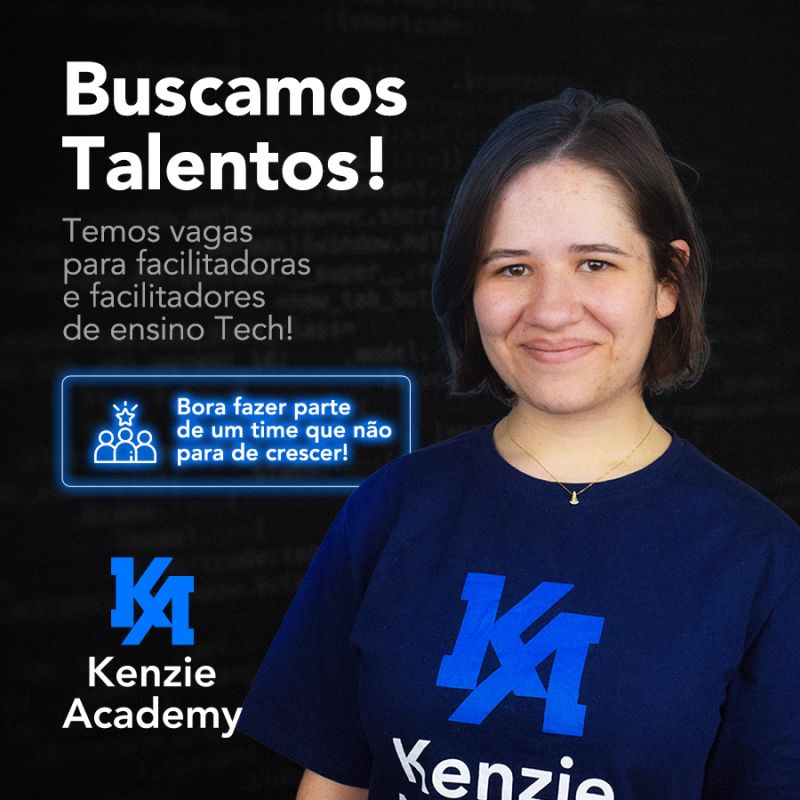 Buscamos
Talentos!
Temos vagas
para facilitadoras
e facilitadores
de ensino Tech!
Bora fazer parte
de um time que não
para de crescer!
KA
Kenzie
Academy
KA
Kenzie